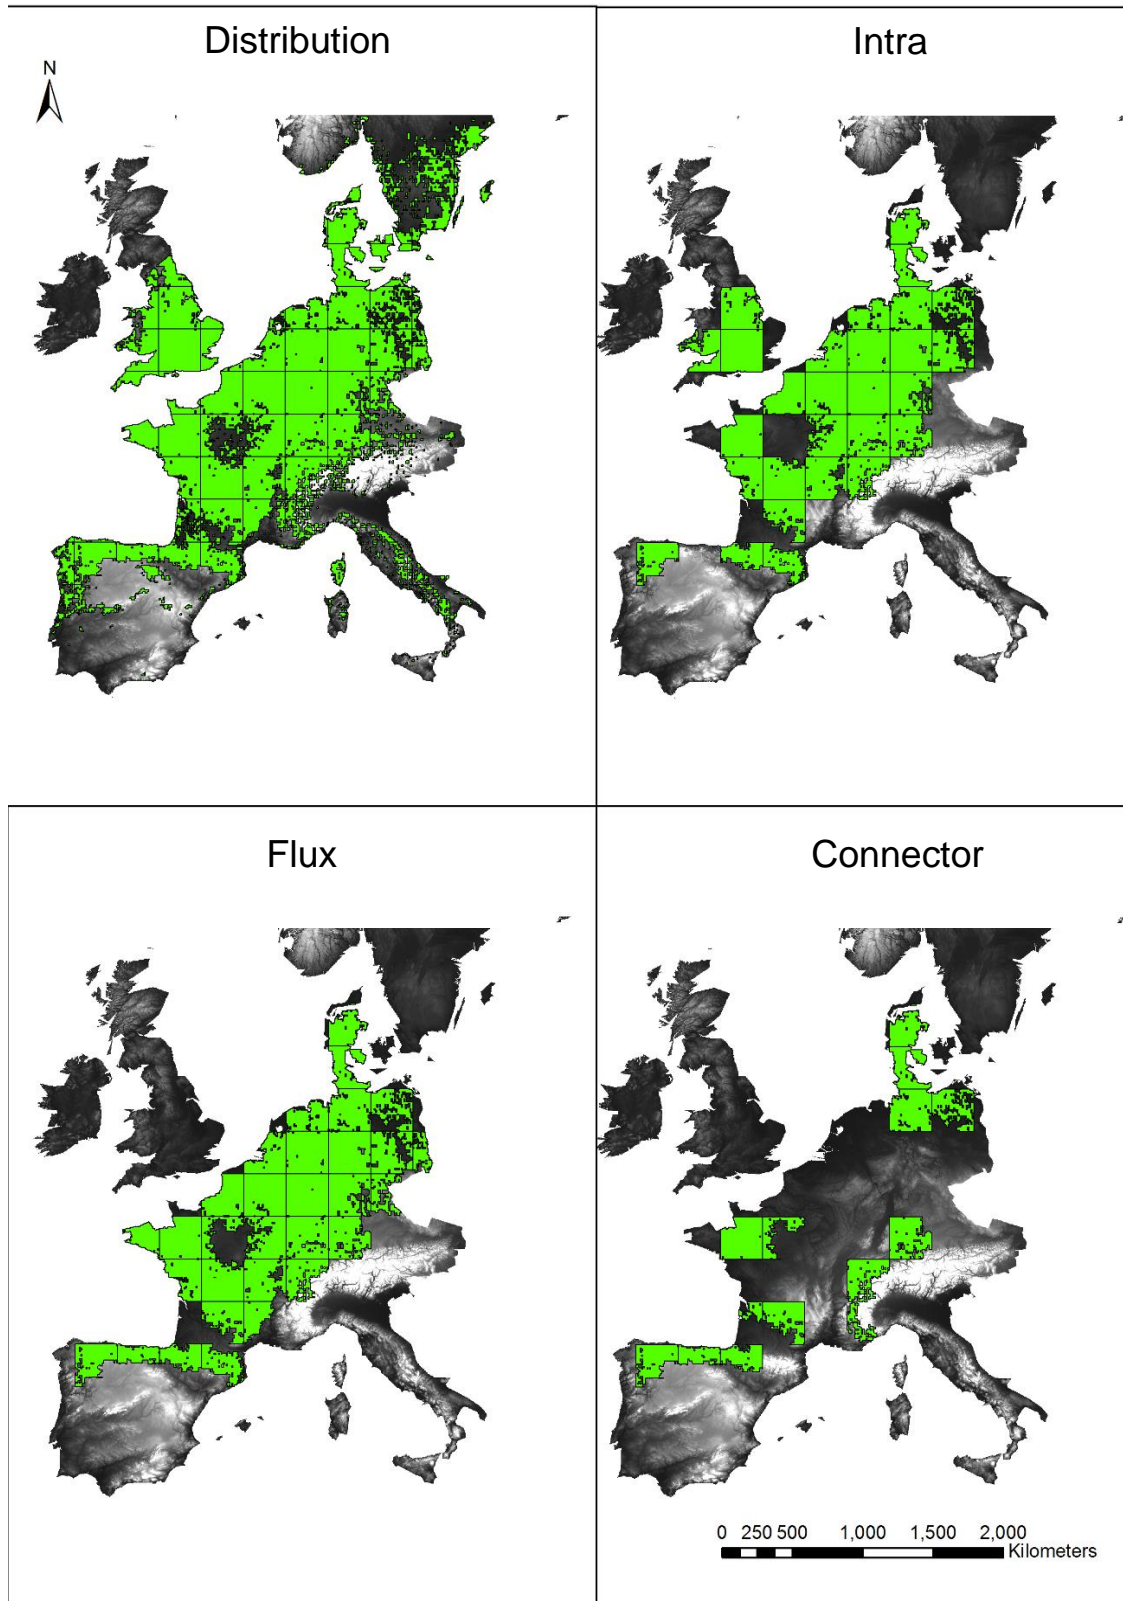 Distribution
Intra
N
Flux
Connector
0 250 500 1,000 1,500 2,000
Kilometers